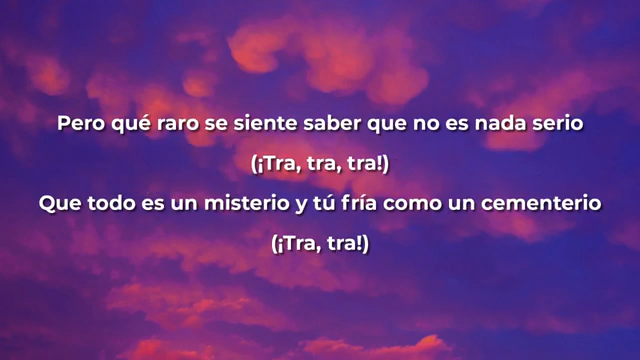 Pero qué raro se siente saber que no es nada serio
(¡Tra, tra, tra!)
Que todo es un misterio y tú fría como un cementerio
(¡Tra, tra!)